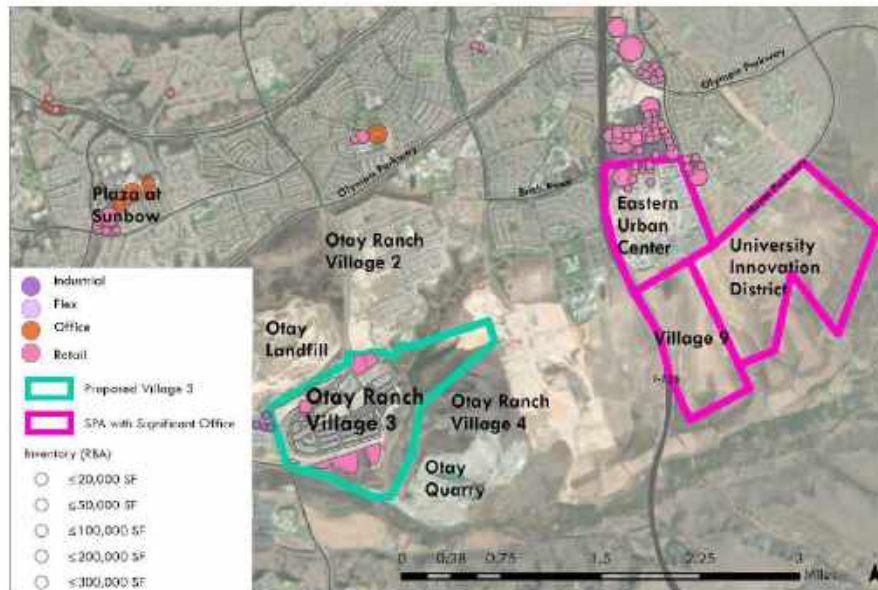 Olympic Parkway
Olympic Parkway
Birch Road
Hunte Parkway
Plaza at
Sunbow
Eastern
Urban
Center
University
Innovation
District
Otay Ranch
Village 2
Otay
Landfill
Village 9
Otay Ranch
Village 3
Otay Ranch
Village 4
Otay
Quarry
Industrial
Flex
Office
Retail
Proposed Village 3
SPA with Significant Office
Inventory (RBA)
≤20,000 SF
≤50,000 SF
≤100,000 SF
≤200,000 SF
≤300,000 SF
0 0.38 0.75 1.5 2.25 3
Miles